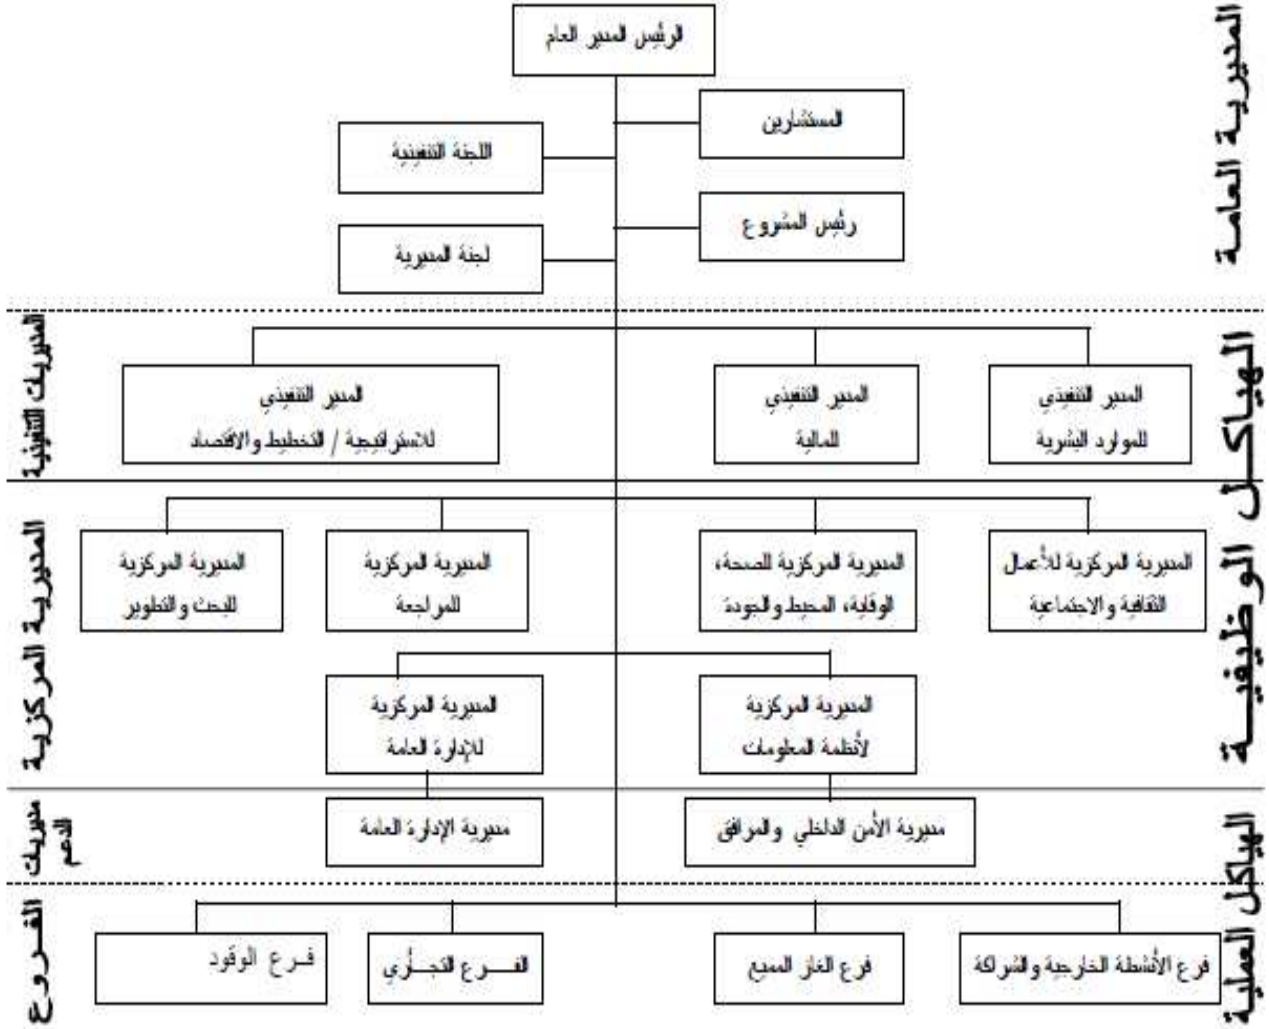 المديرية العامة
الرئيس المدير العام
المستشارين
اللجنة التنفيذية
رئيس المشروع
لجنة المديرية
الهياكل الوظيفية
المديريات التنفيذية
المدير التنفيذي
للموارد البشرية
المدير التنفيذي
للمالية
المدير التنفيذي
للاستراتيجية / التخطيط والاقتصاد
المديرية المركزية
المديرية المركزية للأعمال
الثقافية والاجتماعية
المديرية المركزية للصحة،
الوقاية، المحيط والجودة
المديرية المركزية
للمراجعة
المديرية المركزية
للبحث والتطوير
المديرية المركزية
لأنظمة المعلومات
المديرية المركزية
للإدارة العامة
الهياكل العملية
مديريات
الدعم
مديرية الأمن الداخلي والمرافق
مديرية الإدارة العامة
الفروع
فرع الأنشطة الخارجية والشراكة
فرع الغاز المميع
الفرع التجاري
فرع الوقود